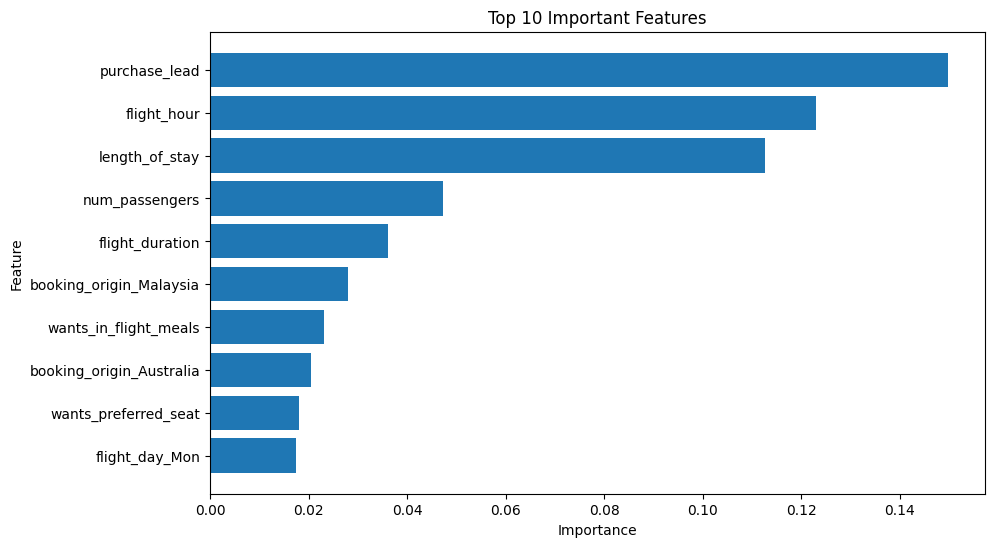 Top 10 Important Features
Feature
purchase_lead
flight_hour
length_of_stay
num_passengers
flight_duration
booking_origin_Malaysia
wants_in_flight_meals
booking_origin_Australia
wants_preferred_seat
flight_day_Mon
0.00 0.02 0.04 0.06 0.08 0.10 0.12 0.14
Importance